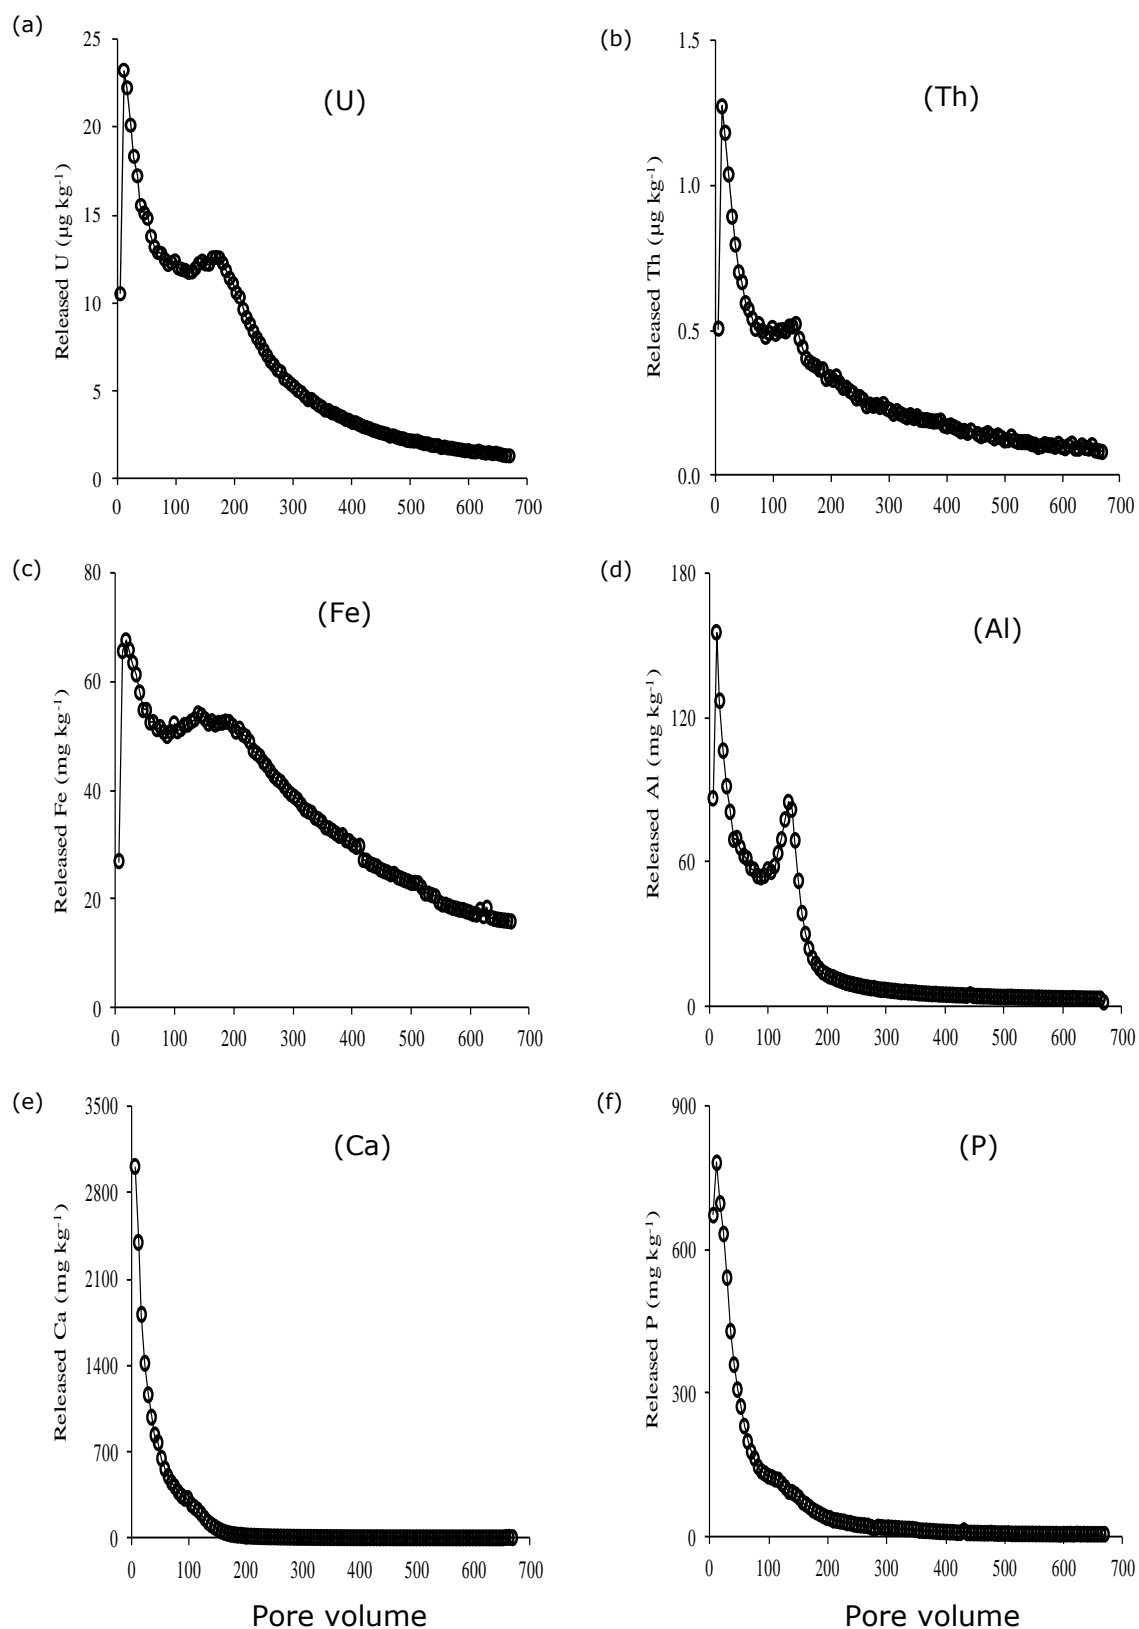 (a)
(U)
Released U (µg kg⁻¹)
25
20
15
10
5
0
0 100 200 300 400 500 600 700
(b)
(Th)
Released Th (µg kg⁻¹)
1.5
1.0
0.5
0.0
0 100 200 300 400 500 600 700
(c)
(Fe)
Released Fe (mg kg⁻¹)
80
60
40
20
0
0 100 200 300 400 500 600 700
(d)
(Al)
Released Al (mg kg⁻¹)
180
120
60
0
0 100 200 300 400 500 600 700
(e)
(Ca)
Released Ca (mg kg⁻¹)
3500
2800
2100
1400
700
0
0 100 200 300 400 500 600 700
Pore volume
(f)
(P)
Released P (mg kg⁻¹)
900
600
300
0
0 100 200 300 400 500 600 700
Pore volume